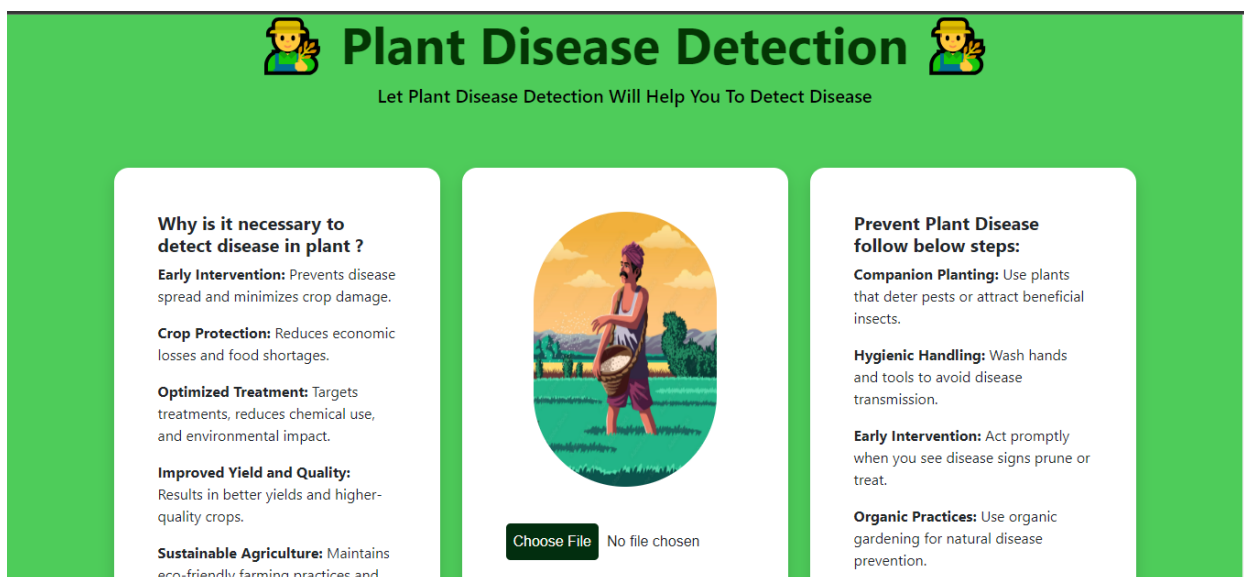 Plant Disease Detection
Let Plant Disease Detection Will Help You To Detect Disease
Why is it necessary to
detect disease in plant ?
Early Intervention: Prevents disease
spread and minimizes crop damage.
Crop Protection: Reduces economic
losses and food shortages.
Optimized Treatment: Targets
treatments, reduces chemical use,
and environmental impact.
Improved Yield and Quality:
Results in better yields and higher-
quality crops.
Sustainable Agriculture: Maintains
eco-friendly farming practices and
Choose File No file chosen
Prevent Plant Disease
follow below steps:
Companion Planting: Use plants
that deter pests or attract beneficial
insects.
Hygienic Handling: Wash hands
and tools to avoid disease
transmission.
Early Intervention: Act promptly
when you see disease signs prune or
treat.
Organic Practices: Use organic
gardening for natural disease
prevention.